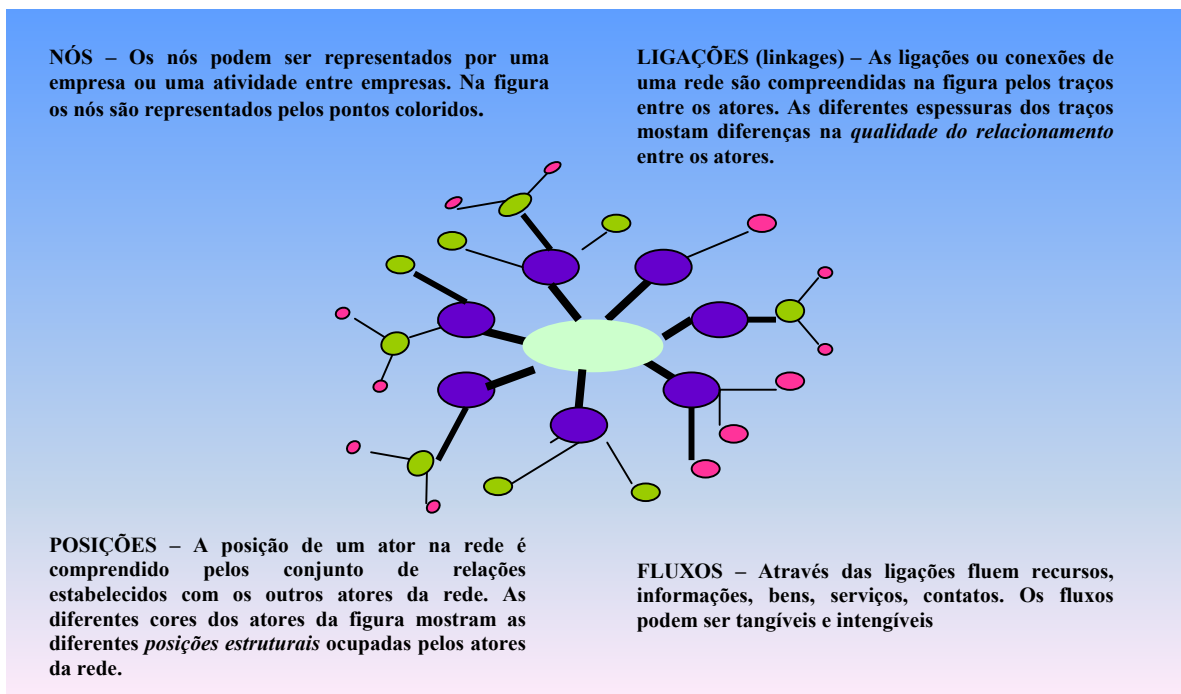 NÓS – Os nós podem ser representados por uma
empresa ou uma atividade entre empresas. Na figura
os nós são representados pelos pontos coloridos.
LIGAÇÕES (linkages) – As ligações ou conexões de
uma rede são compreendidas na figura pelos traços
entre os atores. As diferentes espessuras dos traços
mostam diferenças na qualidade do relacionamento
entre os atores.
POSIÇÕES – A posição de um ator na rede é
comprendido pelos conjunto de relações
estabelecidos com os outros atores da rede. As
diferentes cores dos atores da figura mostram as
diferentes posições estruturais ocupadas pelos atores
da rede.
FLUXOS – Através das ligações fluem recursos,
informações, bens, serviços, contatos. Os fluxos
podem ser tangíveis e intengíveis